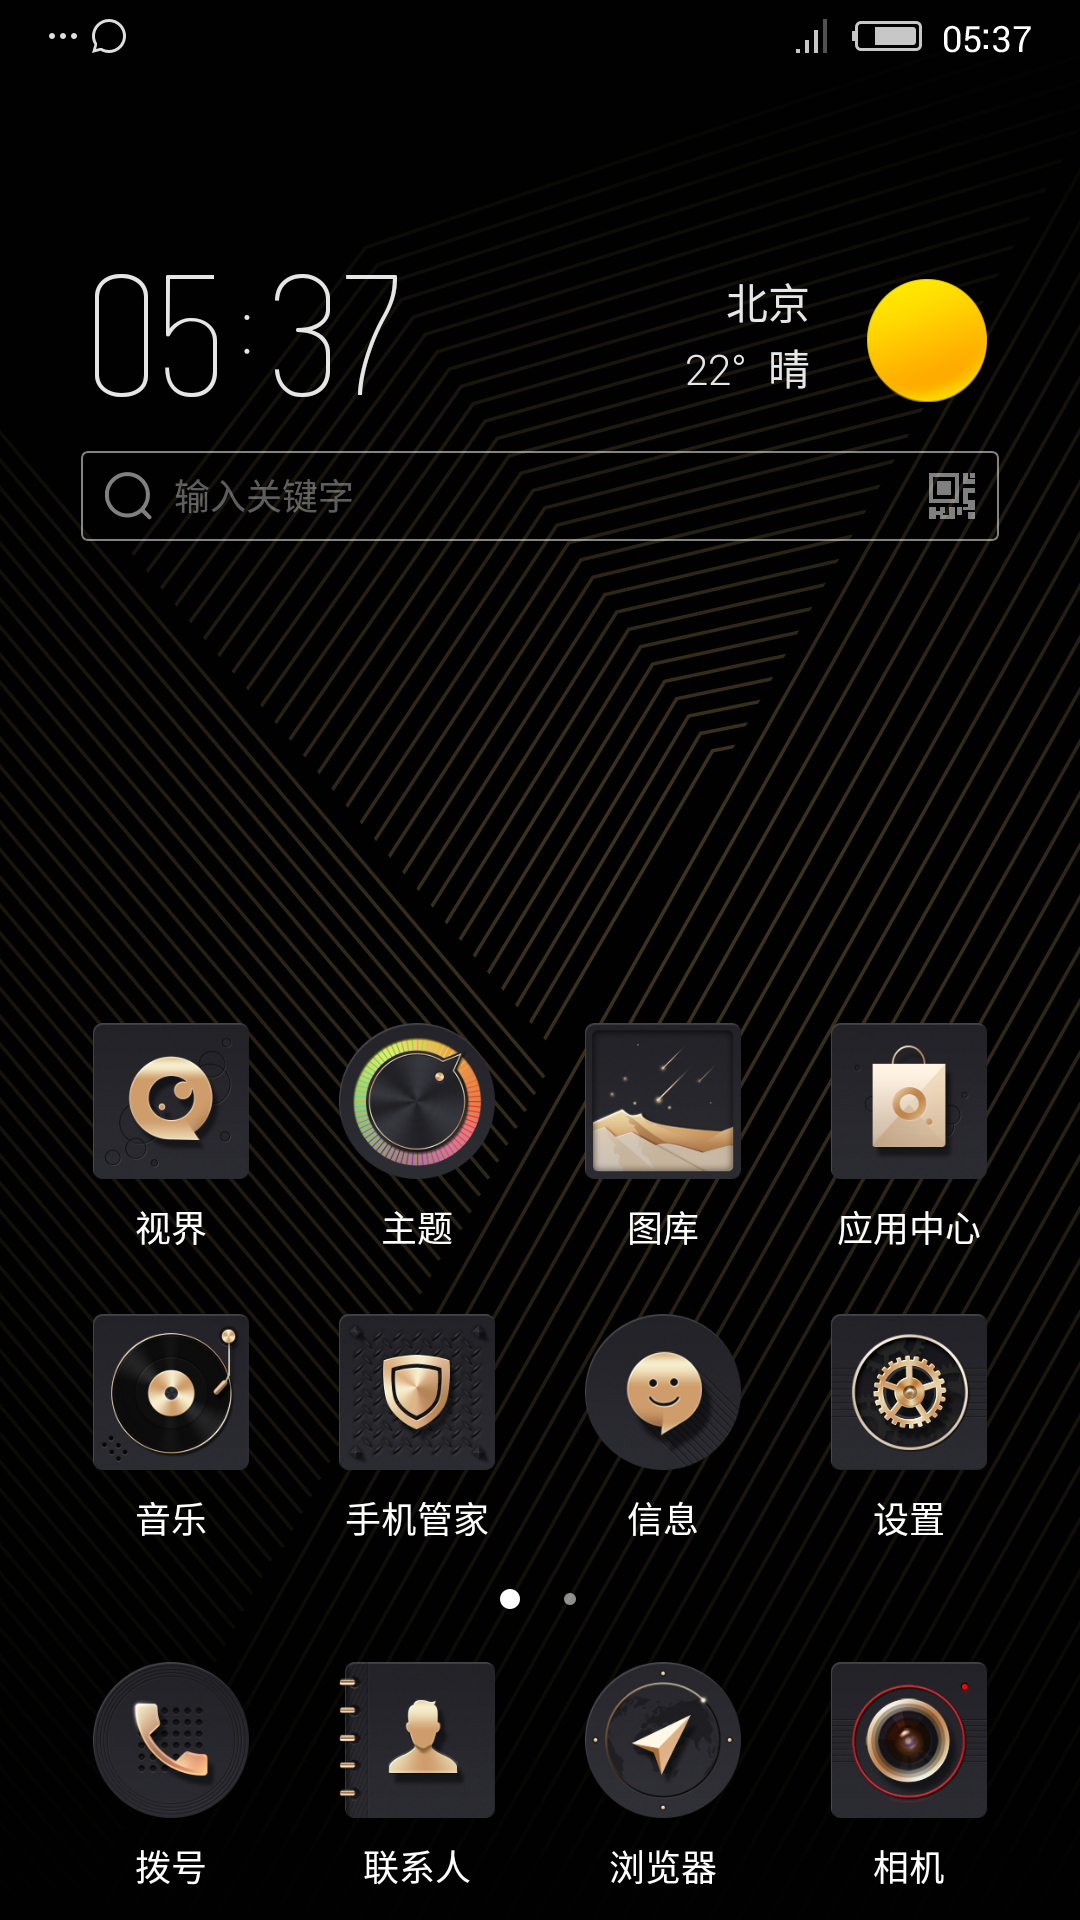 05:37
05:37
北京
22° 晴
输入关键字
视界 主题 图库 应用中心
音乐 手机管家 信息 设置
拨号 联系人 浏览器 相机